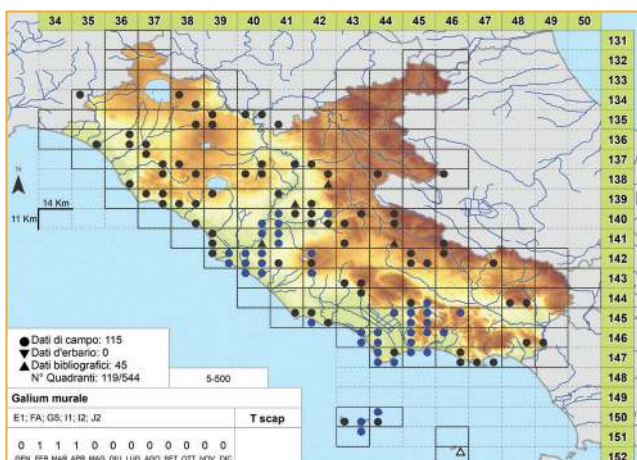 34 35 36 37 38 39 40 41 42 43 44 45 46 47 48 49 50
131
132
133
134
135
136
137
138
139
140
141
142
143
144
145
146
147
148
149
150
151
152
N
14 Km
11 Km
Dati di campo: 115
Dati d'erbario: 0
Dati bibliografici: 45
N° Quadranti: 119/544
5-500
Galium murale
E1; FA; G5; I1; I2; J2
T scap
0 1 1 1 0 0 0 0 0 0 0 0
GEN FEB MAR APR MAG GIU LUG AGO SET OTT NOV DIC